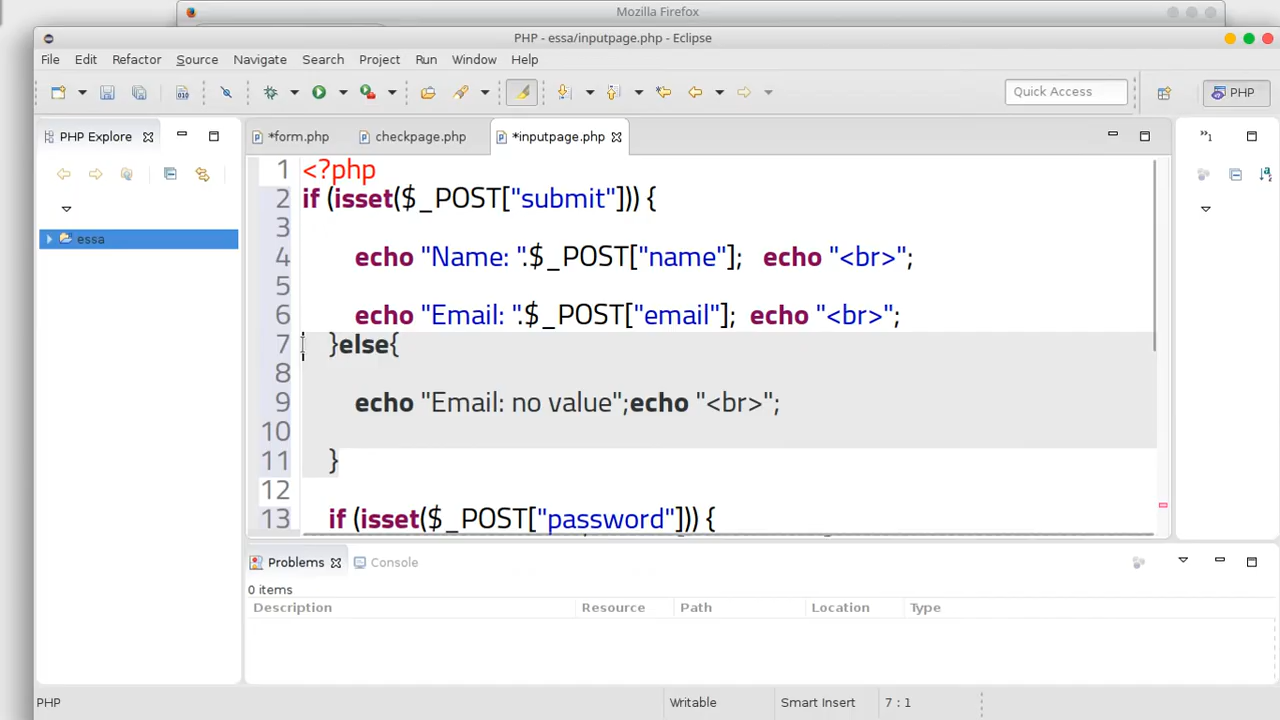 Mozilla Firefox
PHP - essa/inputpage.php - Eclipse
File Edit Refactor Source Navigate Search Project Run Window Help
Quick Access PHP
PHP Explore *form.php checkpage.php *inputpage.php
1 <?php
2 if (isset($_POST["submit"])) {
3
4 echo "Name: ".$_POST["name"]; echo "<br>";
5
6 echo "Email: ".$_POST["email"]; echo "<br>";
7 }else{
8
9 echo "Email: no value";echo "<br>";
10
11 }
12
13 if (isset($_POST["password"])) {
essa
Problems Console
0 items
Description Resource Path Location Type
PHP Writable Smart Insert 7 : 1